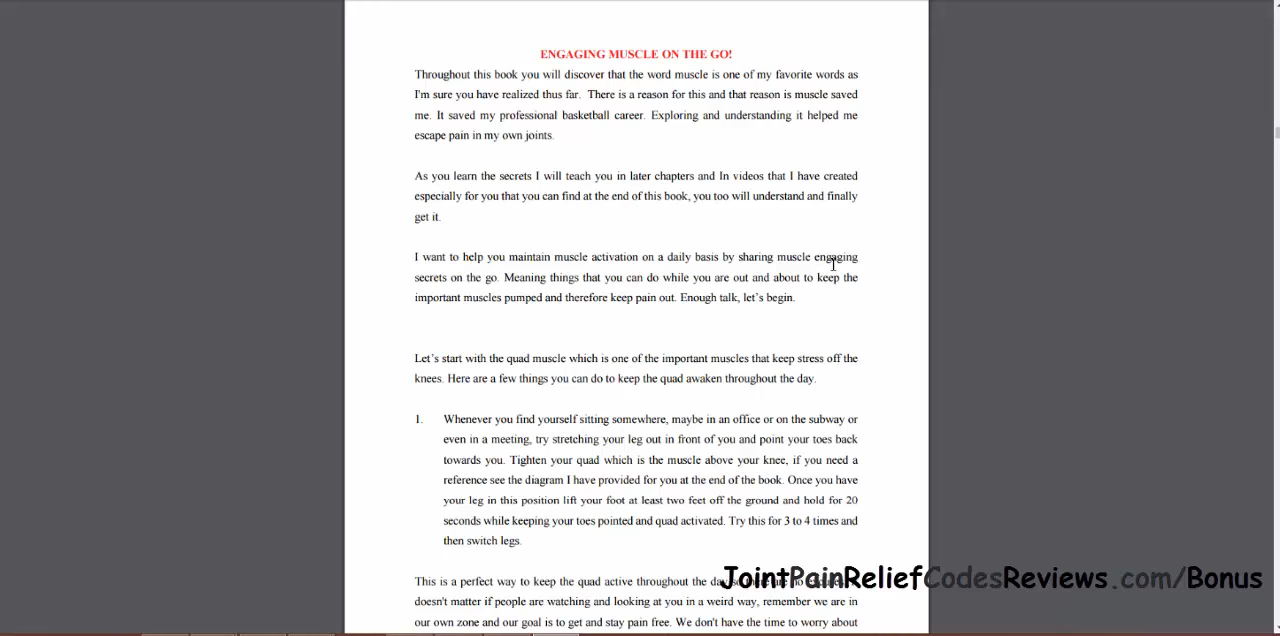 ENGAGING MUSCLE ON THE GO!
Throughout this book you will discover that the word muscle is one of my favorite words as
I'm sure you have realized thus far. There is a reason for this and that reason is muscle saved
me. It saved my professional basketball career. Exploring and understanding it helped me
escape pain in my own joints.
As you learn the secrets I will teach you in later chapters and In videos that I have created
especially for you that you can find at the end of this book, you too will understand and finally
get it.
I want to help you maintain muscle activation on a daily basis by sharing muscle engaging
secrets on the go. Meaning things that you can do while you are out and about to keep the
important muscles pumped and therefore keep pain out. Enough talk, let's begin.
Let's start with the quad muscle which is one of the important muscles that keep stress off the
knees. Here are a few things you can do to keep the quad awaken throughout the day.
1. Whenever you find yourself sitting somewhere, maybe in an office or on the subway or
even in a meeting, try stretching your leg out in front of you and point your toes back
towards you. Tighten your quad which is the muscle above your knee, if you need a
reference see the diagram I have provided for you at the end of the book. Once you have
your leg in this position lift your foot at least two feet off the ground and hold for 20
seconds while keeping your toes pointed and quad activated. Try this for 3 to 4 times and
then switch legs.
This is a perfect way to keep the quad active throughout the day so there are no
JointPainReliefCodesReviews.com/Bonus
doesn't matter if people are watching and looking at you in a weird way, remember we are in
our own zone and our goal is to get and stay pain free. We don't have the time to worry about